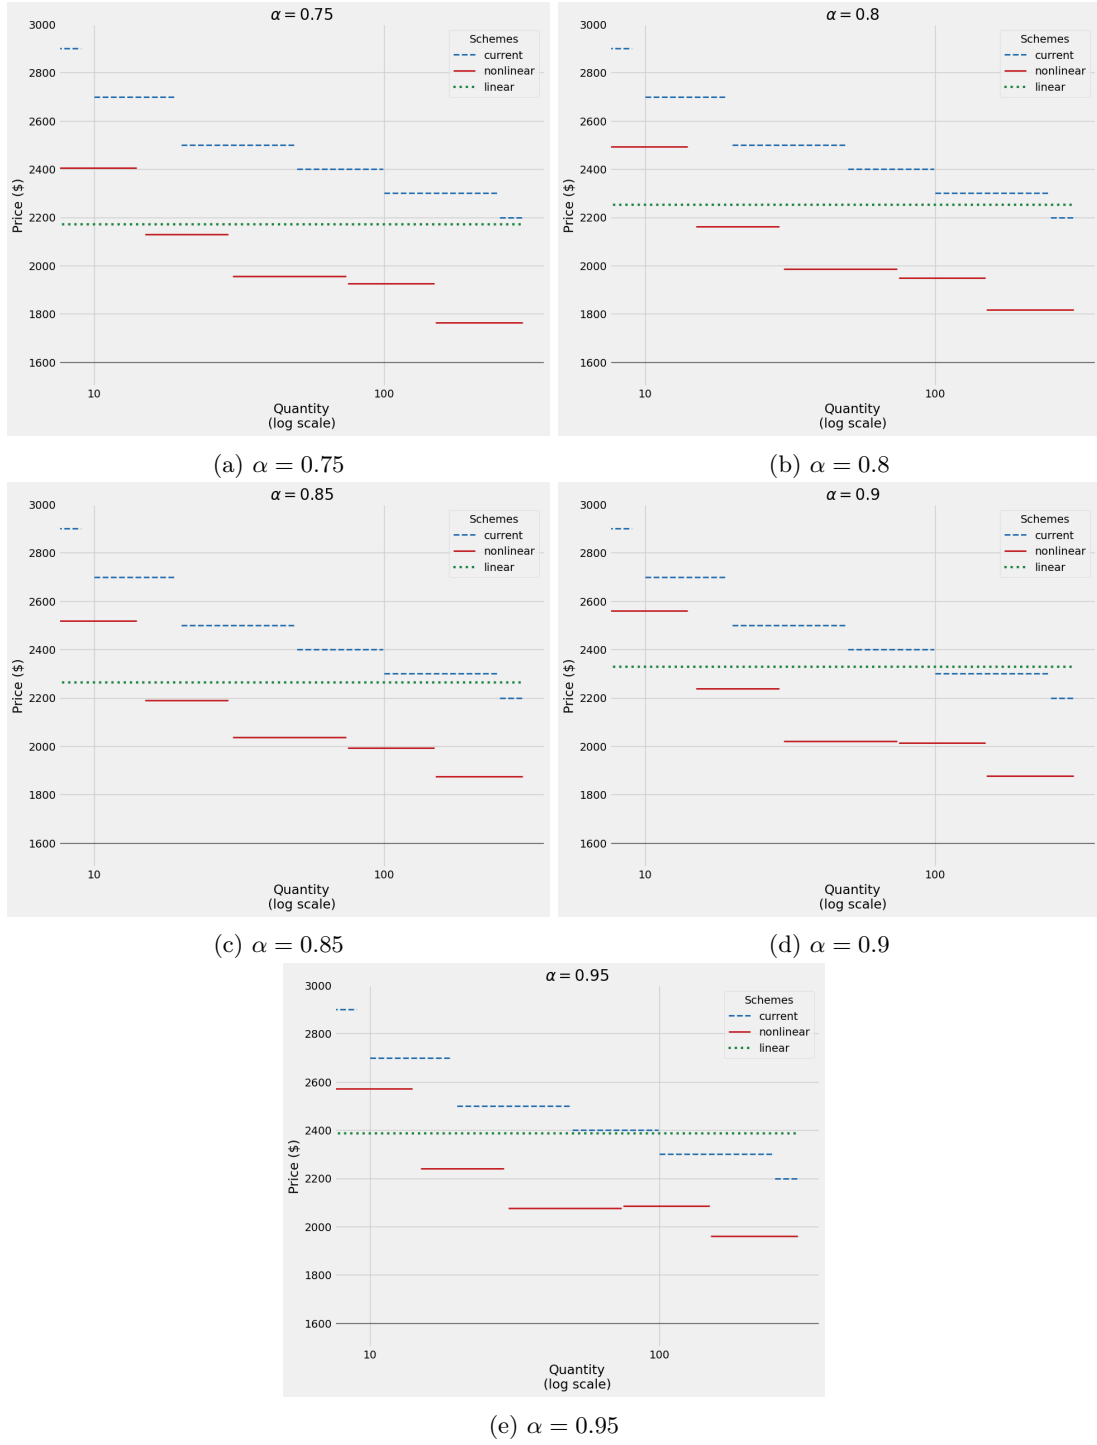 α = 0.75
3000
2800
2600
2400
2200
2000
1800
1600
Price ($)
Schemes
current
nonlinear
linear
10
100
Quantity
(log scale)
(a) α = 0.75
α = 0.8
3000
2800
2600
2400
2200
2000
1800
1600
Price ($)
Schemes
current
nonlinear
linear
10
100
Quantity
(log scale)
(b) α = 0.8
α = 0.85
3000
2800
2600
2400
2200
2000
1800
1600
Price ($)
Schemes
current
nonlinear
linear
10
100
Quantity
(log scale)
(c) α = 0.85
α = 0.9
3000
2800
2600
2400
2200
2000
1800
1600
Price ($)
Schemes
current
nonlinear
linear
10
100
Quantity
(log scale)
(d) α = 0.9
α = 0.95
3000
2800
2600
2400
2200
2000
1800
1600
Price ($)
Schemes
current
nonlinear
linear
10
100
Quantity
(log scale)
(e) α = 0.95